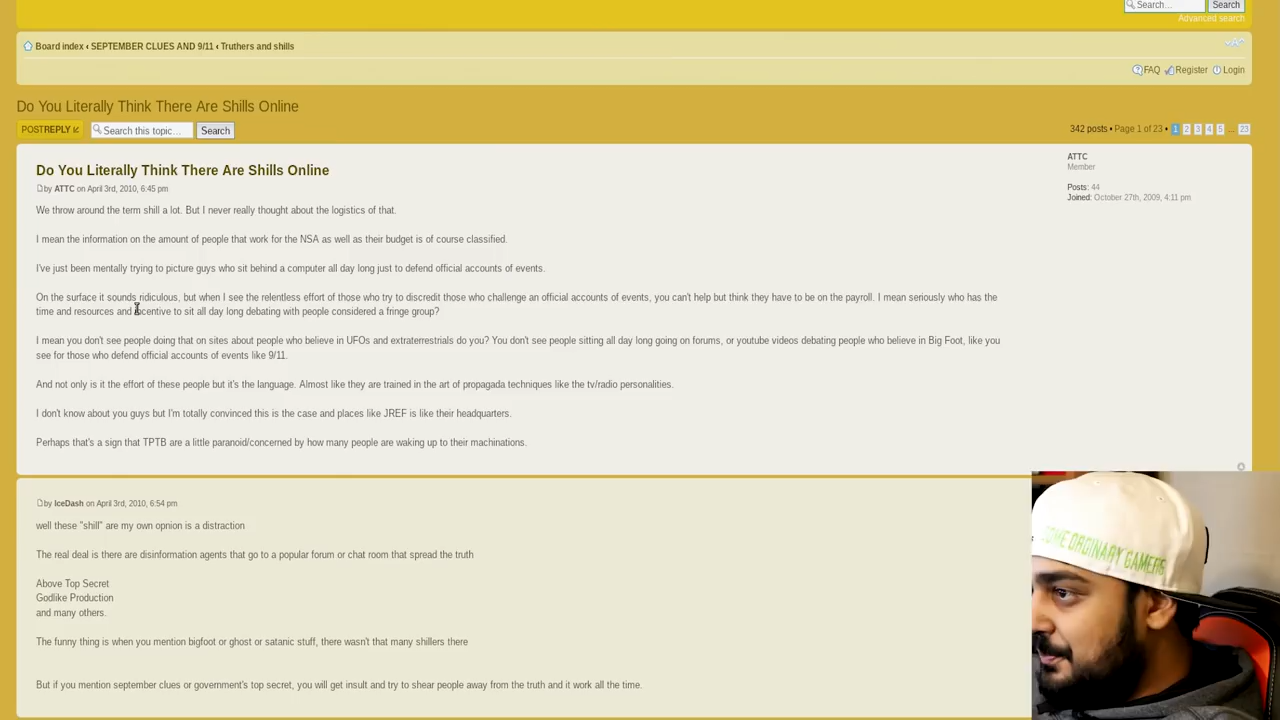 Search…
Search
Advanced search
Board index ‹ SEPTEMBER CLUES AND 9/11 ‹ Truthers and shills
FAQ Register Login
Do You Literally Think There Are Shills Online
POSTREPLY
Search this topic…
Search
342 posts • Page 1 of 23 • 1 2 3 4 5 ... 23
Do You Literally Think There Are Shills Online
by ATTC on April 3rd, 2010, 6:45 pm
ATTC
Member
Posts: 44
Joined: October 27th, 2009, 4:11 pm
We throw around the term shill a lot. But I never really thought about the logistics of that.
I mean the information on the amount of people that work for the NSA as well as their budget is of course classified.
I've just been mentally trying to picture guys who sit behind a computer all day long just to defend official accounts of events.
On the surface it sounds ridiculous, but when I see the relentless effort of those who try to discredit those who challenge an official accounts of events, you can't help but think they have to be on the payroll. I mean seriously who has the
time and resources and incentive to sit all day long debating with people considered a fringe group?
I mean you don't see people doing that on sites about people who believe in UFOs and extraterrestrials do you? You don't see people sitting all day long going on forums, or youtube videos debating people who believe in Big Foot, like you
see for those who defend official accounts of events like 9/11.
And not only is it the effort of these people but it's the language. Almost like they are trained in the art of propagada techniques like the tv/radio personalities.
I don't know about you guys but I'm totally convinced this is the case and places like JREF is like their headquarters.
Perhaps that's a sign that TPTB are a little paranoid/concerned by how many people are waking up to their machinations.
by IceDash on April 3rd, 2010, 6:54 pm
well these "shill" are my own opnion is a distraction
The real deal is there are disinformation agents that go to a popular forum or chat room that spread the truth
Above Top Secret
Godlike Production
and many others.
The funny thing is when you mention bigfoot or ghost or satanic stuff, there wasn't that many shillers there
But if you mention september clues or government's top secret, you will get insult and try to shear people away from the truth and it work all the time.
SOME ORDINARY GAMERS